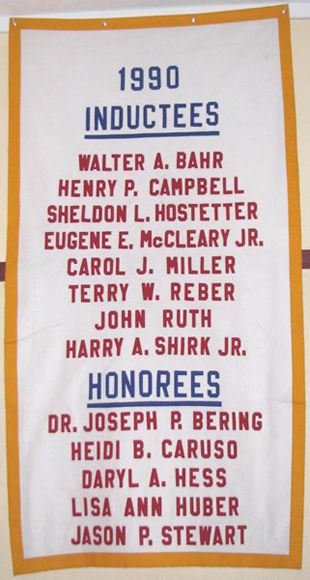 1990
INDUCTEES
WALTER A. BAHR
HENRY P. CAMPBELL
SHELDON L. HOSTETTER
EUGENE E. McCLEARY JR.
CAROL J. MILLER
TERRY W. REBER
JOHN RUTH
HARRY A. SHIRK JR.
HONOREES
DR. JOSEPH P. BERING
HEIDI B. CARUSO
DARYL A. HESS
LISA ANN HUBER
JASON P. STEWART